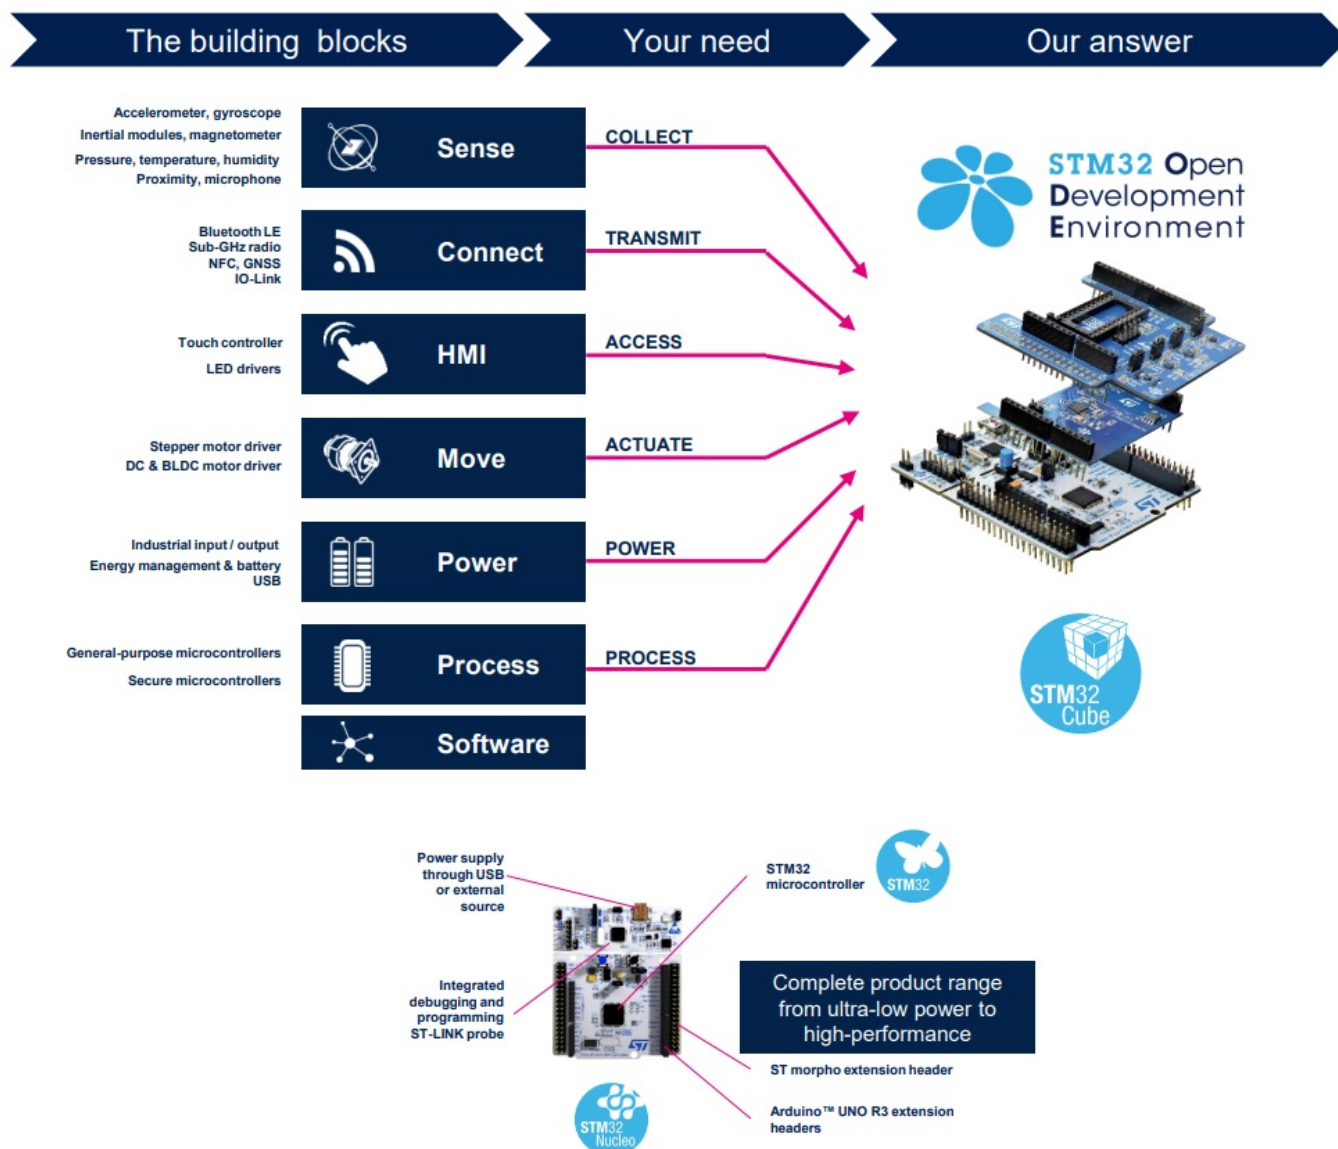 The building blocks
Your need
Our answer
Accelerometer, gyroscope
Inertial modules, magnetometer
Pressure, temperature, humidity
Proximity, microphone
Sense
COLLECT
Bluetooth LE
Sub-GHz radio
NFC, GNSS
IO-Link
Connect
TRANSMIT
Touch controller
LED drivers
HMI
ACCESS
Stepper motor driver
DC & BLDC motor driver
Move
ACTUATE
Industrial input / output
Energy management & battery
USB
Power
POWER
General-purpose microcontrollers
Secure microcontrollers
Process
PROCESS
Software
STM32 Open
Development
Environment
STM32
Cube
Power supply
through USB
or external
source
STM32
microcontroller
STM32
Integrated
debugging and
programming
ST-LINK probe
Complete product range
from ultra-low power to
high-performance
ST morpho extension header
Arduino™ UNO R3 extension
headers
STM32
Nucleo